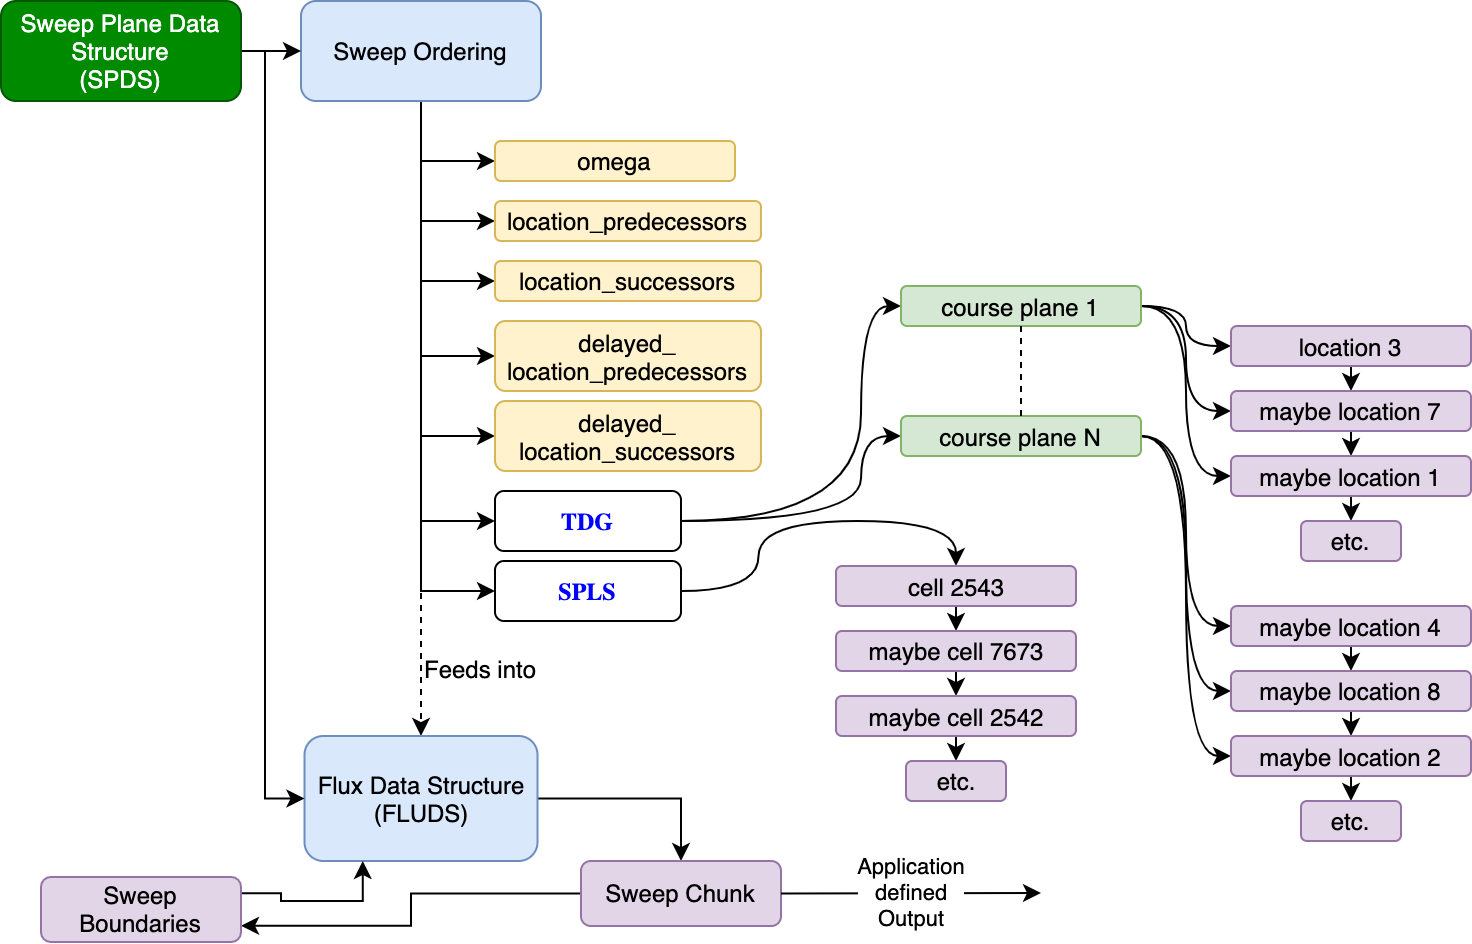 Sweep Plane Data
Structure
(SPDS)
Sweep Ordering
omega
location_predecessors
location_successors
delayed_
location_predecessors
delayed_
location_successors
TDG
SPLS
Feeds into
course plane 1
course plane N
location 3
maybe location 7
maybe location 1
etc.
maybe location 4
maybe location 8
maybe location 2
etc.
cell 2543
maybe cell 7673
maybe cell 2542
etc.
Flux Data Structure
(FLUDS)
Sweep
Boundaries
Sweep Chunk
Application
defined
Output